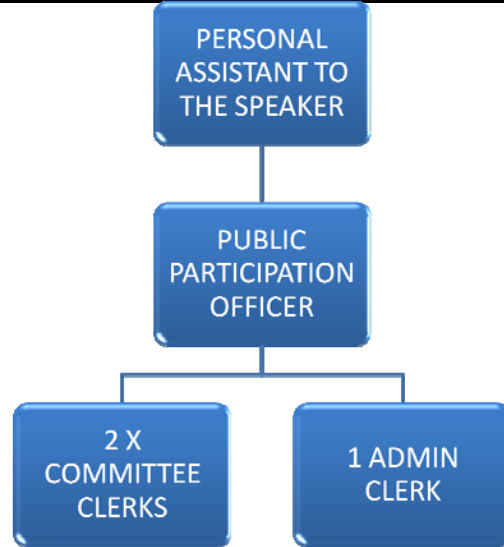 PERSONAL
ASSISTANT TO
THE SPEAKER
PUBLIC
PARTICIPATION
OFFICER
2 X
COMMITTEE
CLERKS
1 ADMIN
CLERK